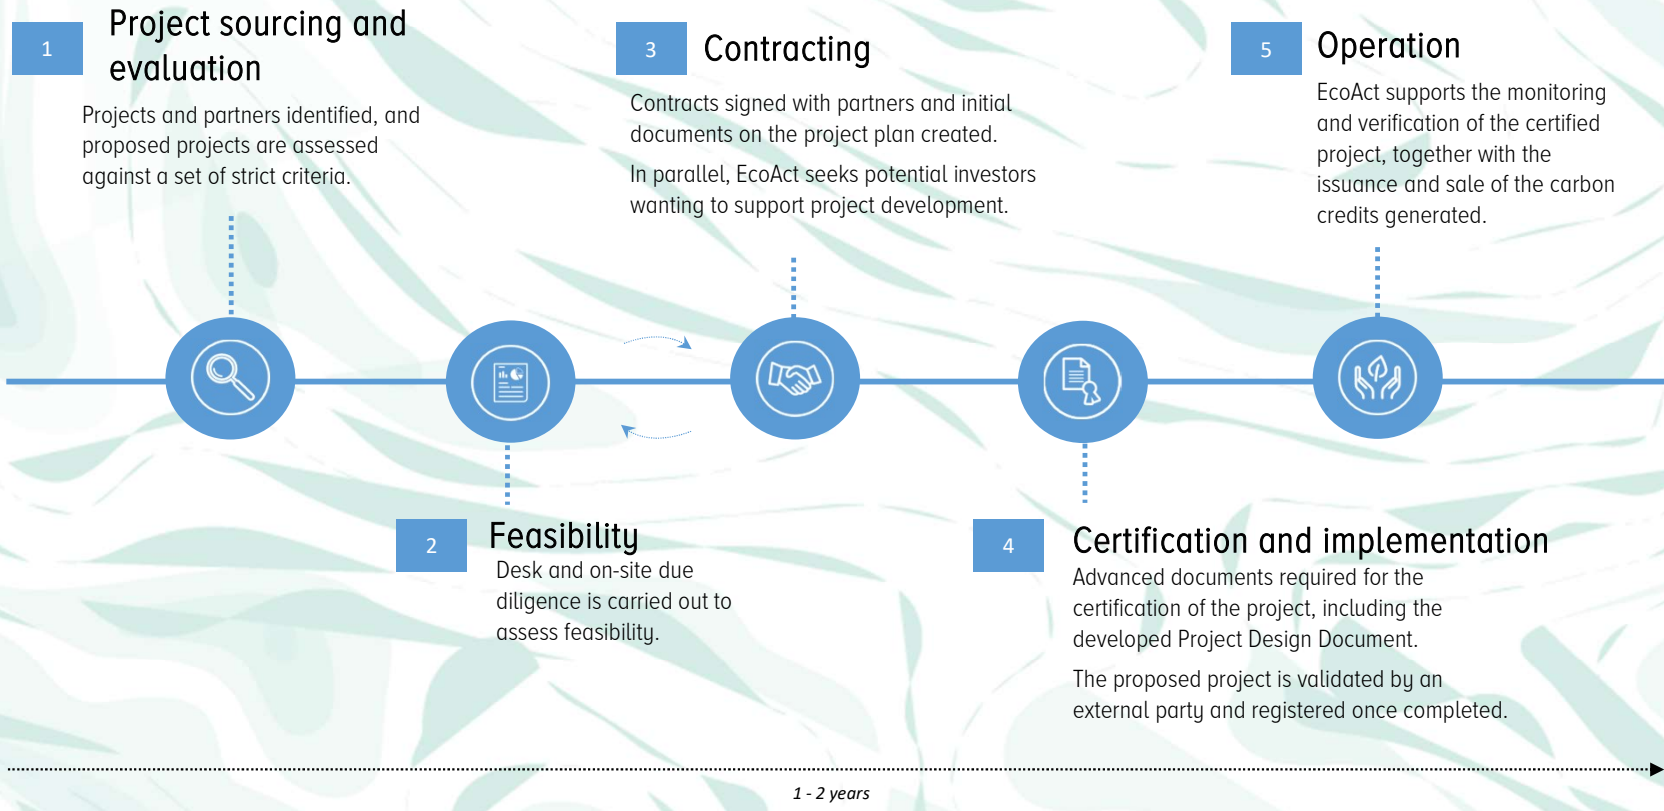 1
Project sourcing and
evaluation
Projects and partners identified, and
proposed projects are assessed
against a set of strict criteria.
2
Feasibility
Desk and on-site due
diligence is carried out to
assess feasibility.
3
Contracting
Contracts signed with partners and initial
documents on the project plan created.
In parallel, EcoAct seeks potential investors
wanting to support project development.
4
Certification and implementation
Advanced documents required for the
certification of the project, including the
developed Project Design Document.
The proposed project is validated by an
external party and registered once completed.
5
Operation
EcoAct supports the monitoring
and verification of the certified
project, together with the
issuance and sale of the carbon
credits generated.
1 - 2 years